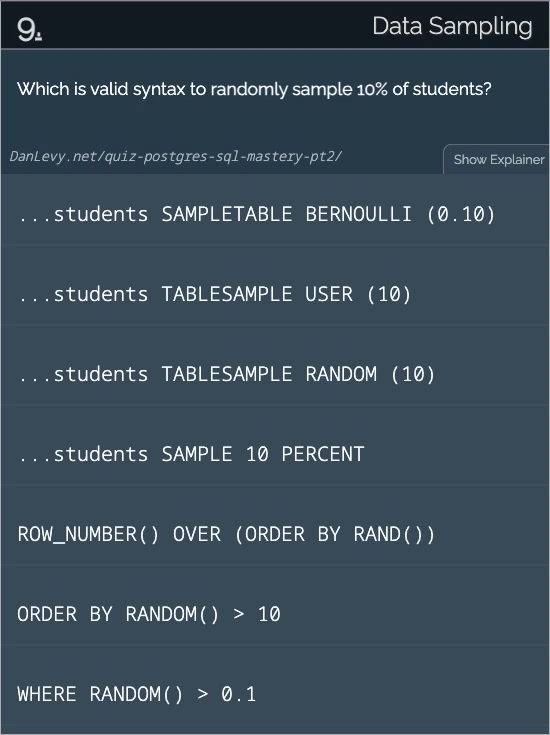 9.
Data Sampling
Which is valid syntax to randomly sample 10% of students?
DanLevy.net/quiz-postgres-sql-mastery-pt2/
Show Explainer
...students SAMPLETABLE BERNOULLI (0.10)
...students TABLESAMPLE USER (10)
...students TABLESAMPLE RANDOM (10)
...students SAMPLE 10 PERCENT
ROW_NUMBER() OVER (ORDER BY RAND())
ORDER BY RANDOM() > 10
WHERE RANDOM() > 0.1